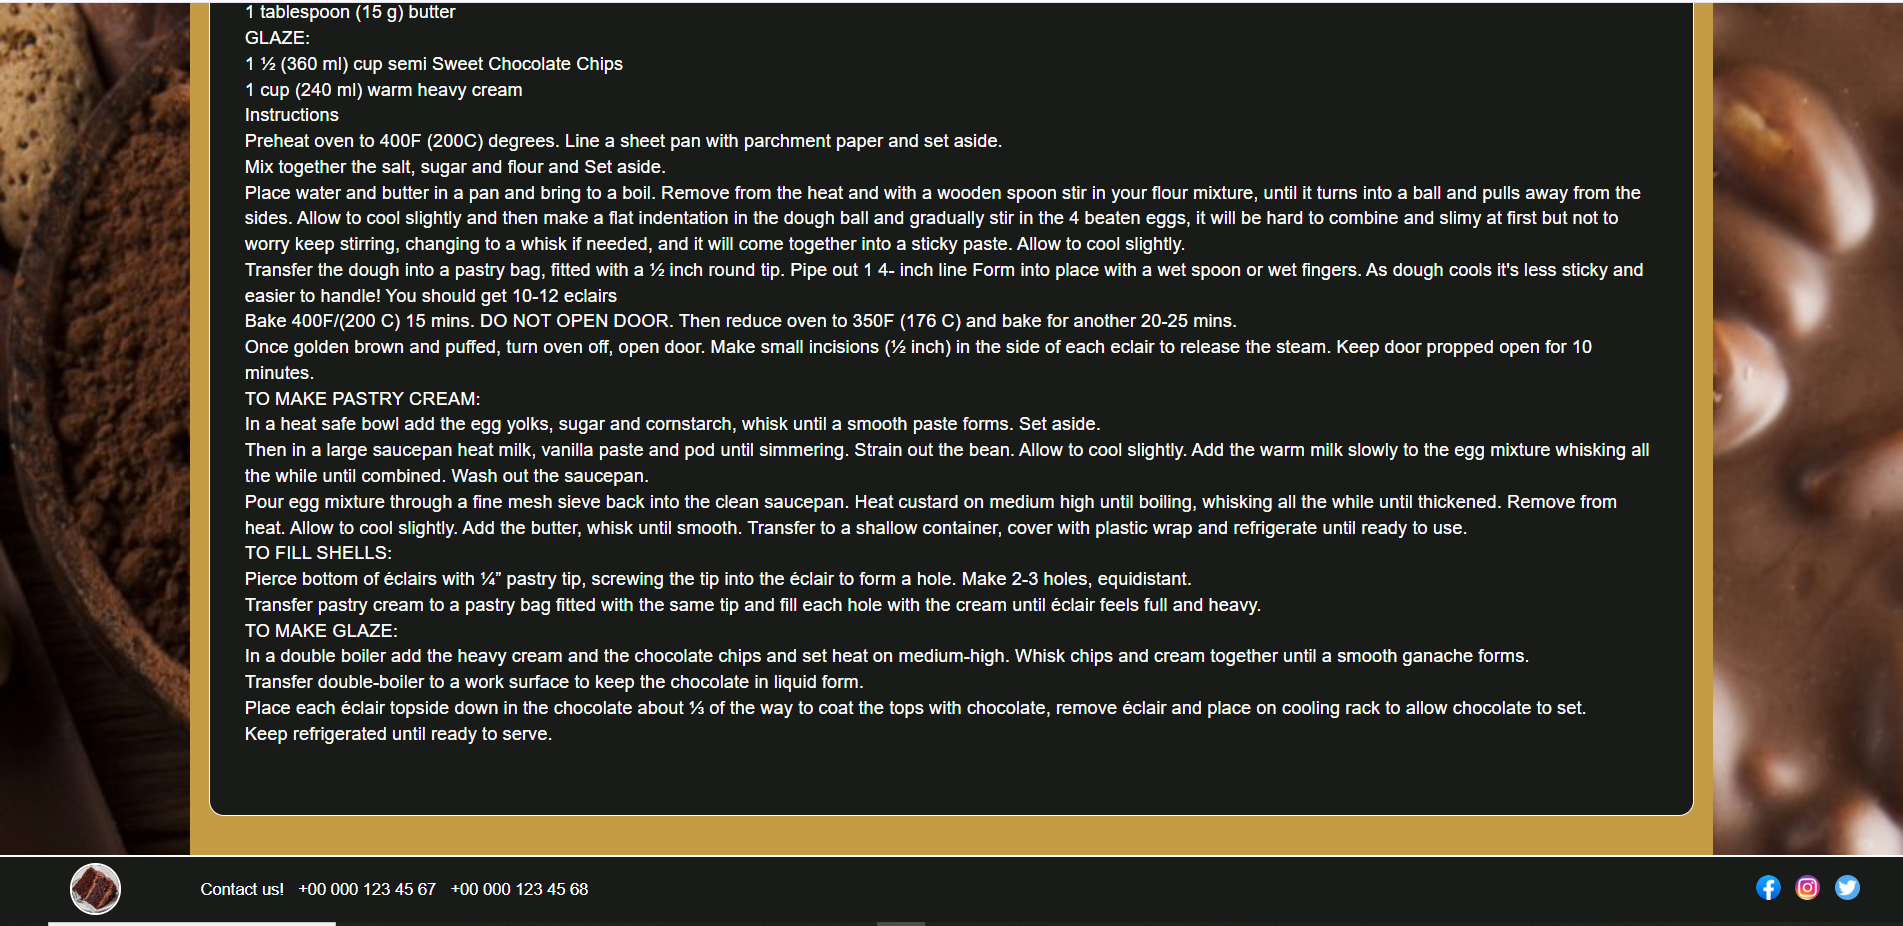 1 tablespoon (15 g) butter
GLAZE:
1 ½ (360 ml) cup semi Sweet Chocolate Chips
1 cup (240 ml) warm heavy cream
Instructions
Preheat oven to 400F (200C) degrees. Line a sheet pan with parchment paper and set aside.
Mix together the salt, sugar and flour and Set aside.
Place water and butter in a pan and bring to a boil. Remove from the heat and with a wooden spoon stir in your flour mixture, until it turns into a ball and pulls away from the
sides. Allow to cool slightly and then make a flat indentation in the dough ball and gradually stir in the 4 beaten eggs, it will be hard to combine and slimy at first but not to
worry keep stirring, changing to a whisk if needed, and it will come together into a sticky paste. Allow to cool slightly.
Transfer the dough into a pastry bag, fitted with a ½ inch round tip. Pipe out 1 4- inch line Form into place with a wet spoon or wet fingers. As dough cools it's less sticky and
easier to handle! You should get 10-12 eclairs
Bake 400F/(200 C) 15 mins. DO NOT OPEN DOOR. Then reduce oven to 350F (176 C) and bake for another 20-25 mins.
Once golden brown and puffed, turn oven off, open door. Make small incisions (½ inch) in the side of each eclair to release the steam. Keep door propped open for 10
minutes.
TO MAKE PASTRY CREAM:
In a heat safe bowl add the egg yolks, sugar and cornstarch, whisk until a smooth paste forms. Set aside.
Then in a large saucepan heat milk, vanilla paste and pod until simmering. Strain out the bean. Allow to cool slightly. Add the warm milk slowly to the egg mixture whisking all
the while until combined. Wash out the saucepan.
Pour egg mixture through a fine mesh sieve back into the clean saucepan. Heat custard on medium high until boiling, whisking all the while until thickened. Remove from
heat. Allow to cool slightly. Add the butter, whisk until smooth. Transfer to a shallow container, cover with plastic wrap and refrigerate until ready to use.
TO FILL SHELLS:
Pierce bottom of éclairs with ¼” pastry tip, screwing the tip into the éclair to form a hole. Make 2-3 holes, equidistant.
Transfer pastry cream to a pastry bag fitted with the same tip and fill each hole with the cream until éclair feels full and heavy.
TO MAKE GLAZE:
In a double boiler add the heavy cream and the chocolate chips and set heat on medium-high. Whisk chips and cream together until a smooth ganache forms.
Transfer double-boiler to a work surface to keep the chocolate in liquid form.
Place each éclair topside down in the chocolate about ⅓ of the way to coat the tops with chocolate, remove éclair and place on cooling rack to allow chocolate to set.
Keep refrigerated until ready to serve.
Contact us! +00 000 123 45 67 +00 000 123 45 68